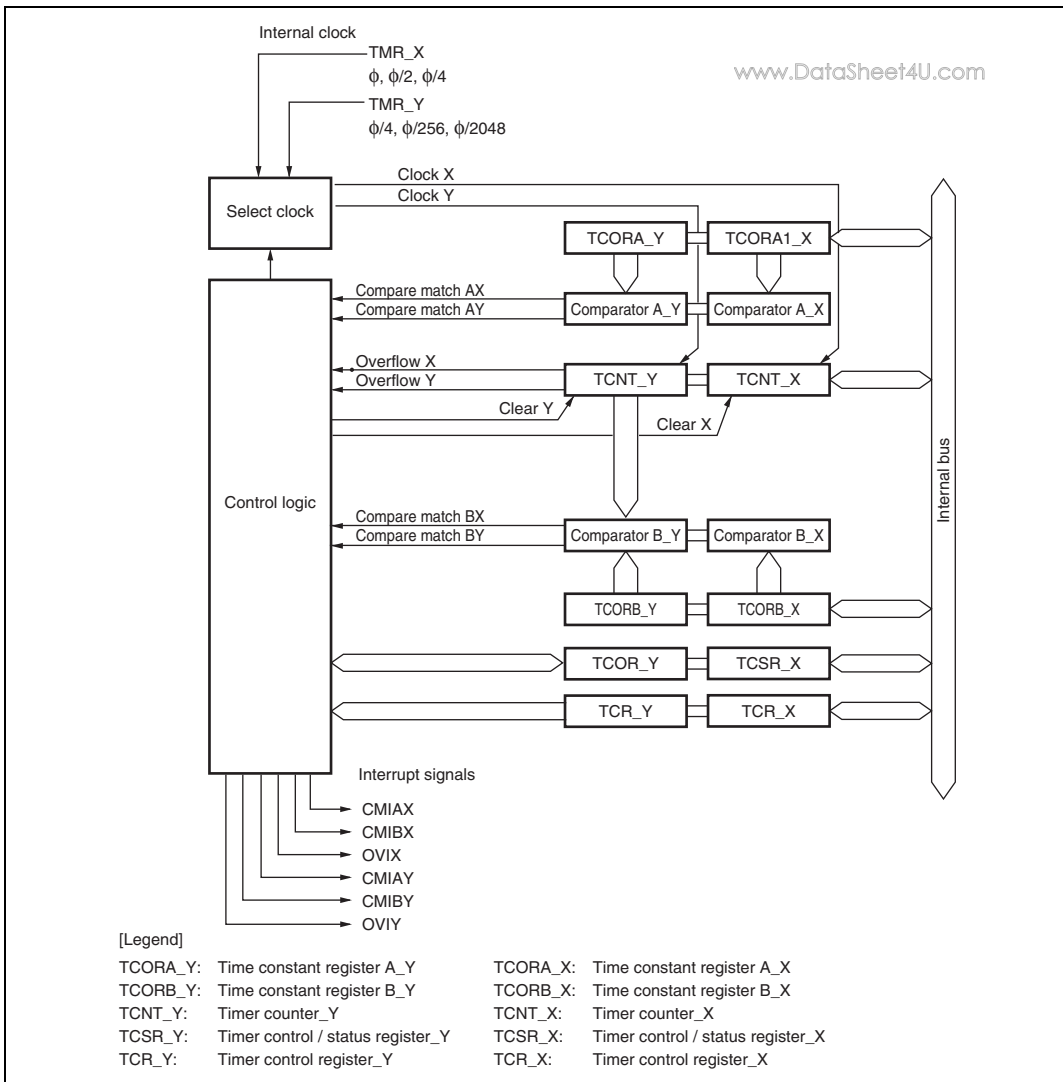 Internal clock
TMR_X
ϕ, ϕ/2, ϕ/4
www.DataSheet4U.com
TMR_Y
ϕ/4, ϕ/256, ϕ/2048
Clock X
Clock Y
Select clock
TCORA_Y
TCORA1_X
Compare match AX
Compare match AY
Comparator A_Y
Comparator A_X
Overflow X
Overflow Y
TCNT_Y
TCNT_X
Clear Y
Clear X
Internal bus
Control logic
Compare match BX
Compare match BY
Comparator B_Y
Comparator B_X
TCORB_Y
TCORB_X
TCOR_Y
TCSR_X
TCR_Y
TCR_X
Interrupt signals
CMIAX
CMIBX
OVIX
CMIAY
CMIBY
OVIY
[Legend]
TCORA_Y: Time constant register A_Y TCORA_X: Time constant register A_X
TCORB_Y: Time constant register B_Y TCORB_X: Time constant register B_X
TCNT_Y: Timer counter_Y TCNT_X: Timer counter_X
TCSR_Y: Timer control / status register_Y TCSR_X: Timer control / status register_X
TCR_Y: Timer control register_Y TCR_X: Timer control register_X